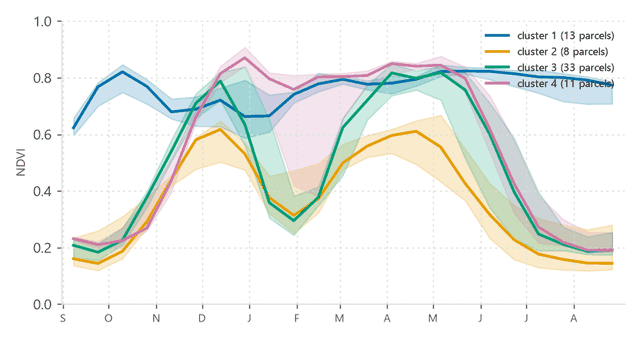 1.0
cluster 1 (13 parcels)
cluster 2 (8 parcels)
cluster 3 (33 parcels)
cluster 4 (11 parcels)
0.8
0.6
NDVI
0.4
0.2
0.0
S O N D J F M A M J J A